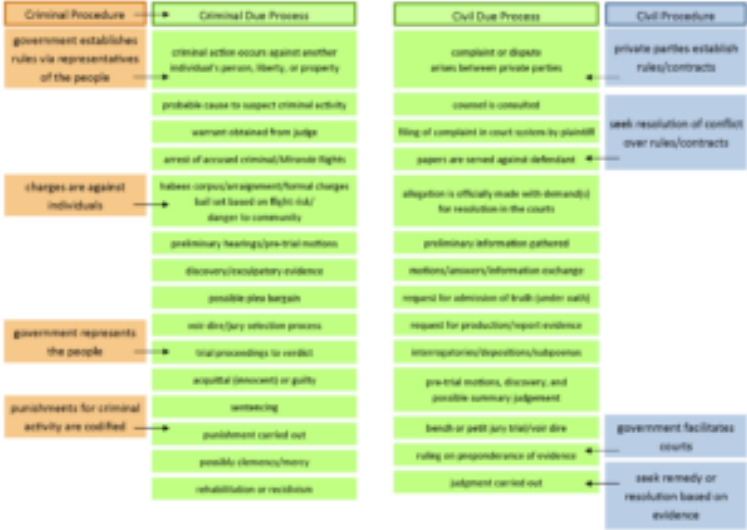 Criminal Procedure
government establishes
rules via representatives
of the people
charges are against
individuals
government represents
the people
punishments for criminal
activity are codified
Criminal Due Process
criminal action occurs against another
individual's person, liberty, or property
probable cause to suspect criminal activity
warrant obtained from judge
arrest of accused criminal/Miranda Rights
habeas corpus/arraignment/formal charges
bail set based on flight risk/
danger to community
preliminary hearings/pre-trial motions
discovery/exculpatory evidence
possible plea bargain
voir dire/jury selection process
trial proceedings to verdict
acquittal (innocent) or guilty
sentencing
punishment carried out
possibly clemency/mercy
rehabilitation or recidivism
Civil Due Process
complaint or dispute
arises between private parties
counsel is consulted
filing of complaint in court system by plaintiff
papers are served against defendant
allegation is officially made with demand(s)
for resolution in the courts
preliminary information gathered
motions/answers/information exchange
request for admission of truth (under oath)
request for production/report evidence
interrogatories/depositions/subpoenas
pre-trial motions, discovery, and
possible summary judgement
bench or petit jury trial/voir dire
ruling on preponderance of evidence
judgment carried out
Civil Procedure
private parties establish
rules/contracts
seek resolution of conflict
over rules/contracts
government facilitates
courts
seek remedy or
resolution based on
evidence